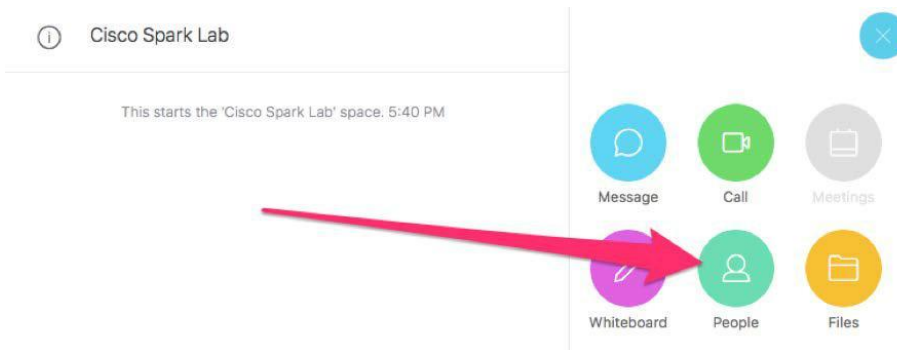 Cisco Spark Lab
This starts the 'Cisco Spark Lab' space. 5:40 PM
Message Call Meetings
Whiteboard People Files